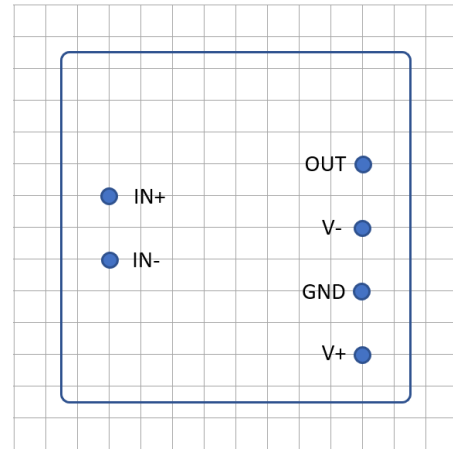 OUT
IN+
V-
IN-
GND
V+